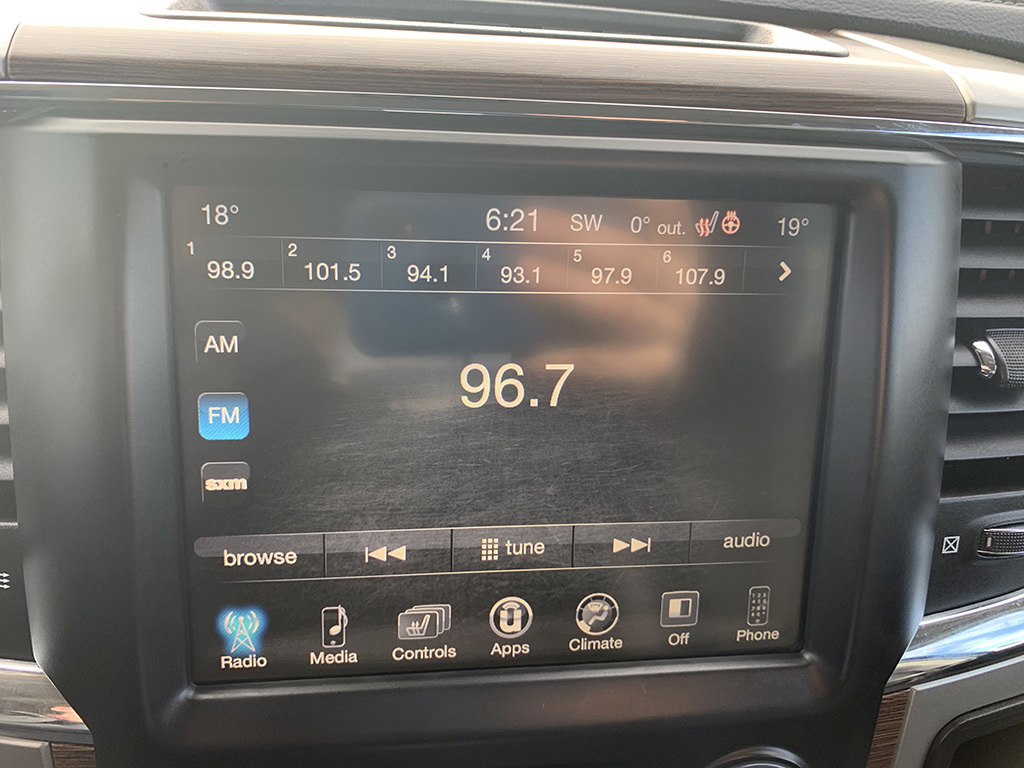 18° 6:21 SW 0° out. 19°
1 98.9 2 101.5 3 94.1 4 93.1 5 97.9 6 107.9
AM
96.7
FM
sxm
browse tune audio
Radio Media Controls Apps Climate Off Phone